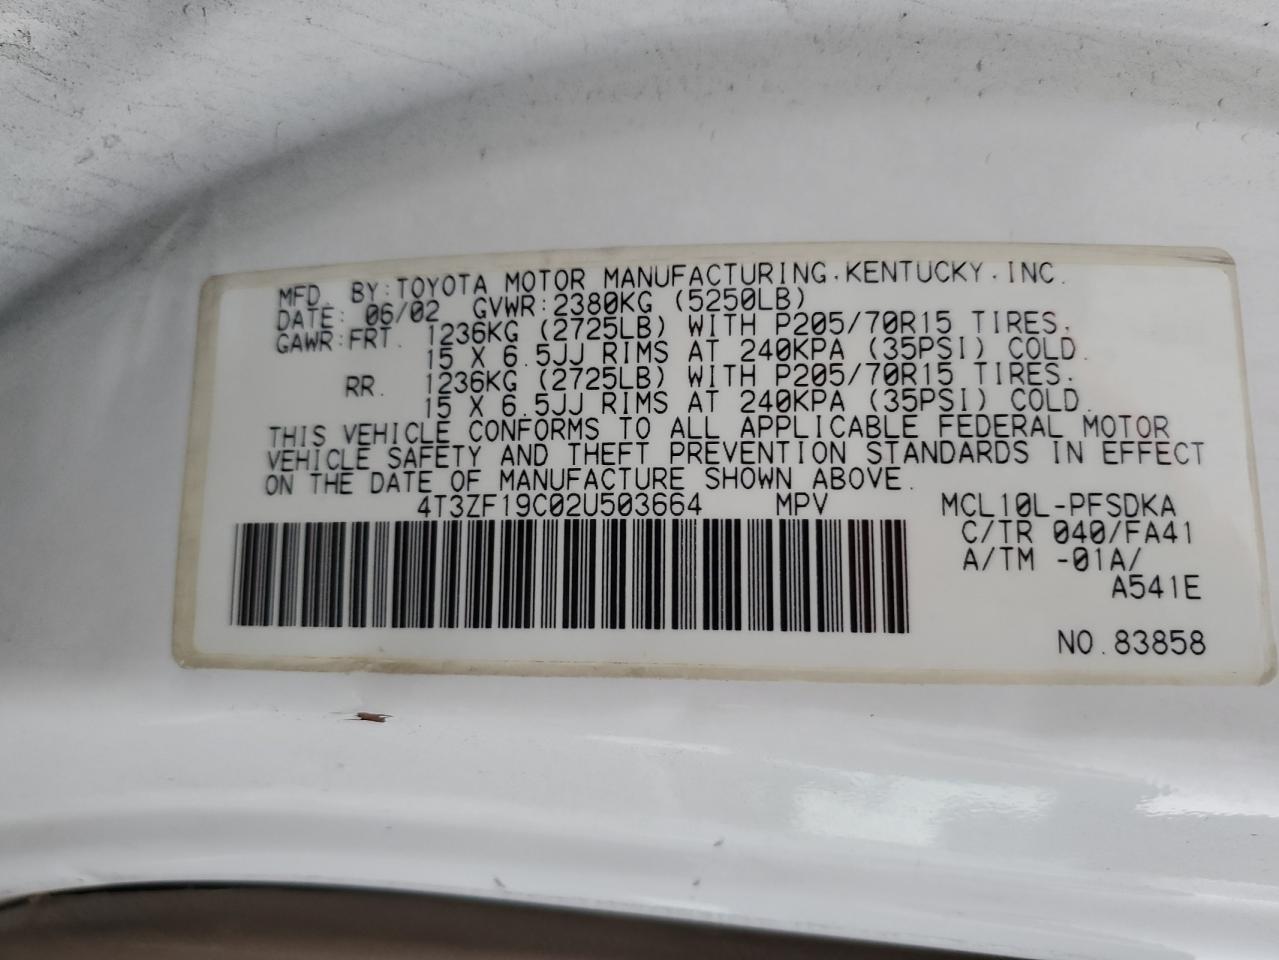 MFD. BY:TOYOTA MOTOR MANUFACTURING.KENTUCKY.INC.
DATE: 06/02 GVWR:2380KG (5250LB)
GAWR:FRT. 1236KG (2725LB) WITH P205/70R15 TIRES.
15 X 6.5JJ RIMS AT 240KPA (35PSI) COLD.
RR. 1236KG (2725LB) WITH P205/70R15 TIRES.
15 X 6.5JJ RIMS AT 240KPA (35PSI) COLD.
THIS VEHICLE CONFORMS TO ALL APPLICABLE FEDERAL MOTOR
VEHICLE SAFETY AND THEFT PREVENTION STANDARDS IN EFFECT
ON THE DATE OF MANUFACTURE SHOWN ABOVE.
4T3ZF19C02U503664 MPV MCL10L-PFSDKA
C/TR 040/FA41
A/TM -01A/
A541E
NO.83858